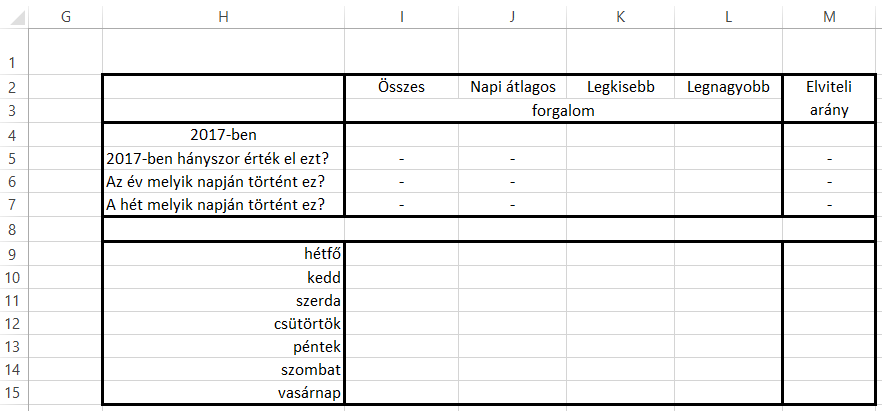 G H I J K L M
1
2 Összes Napi átlagos Legkisebb Legnagyobb Elviteli
3 forgalom arány
4 2017-ben
5 2017-ben hányszor érték el ezt? - - -
6 Az év melyik napján történt ez? - - -
7 A hét melyik napján történt ez? - - -
8
9 hétfő
10 kedd
11 szerda
12 csütörtök
13 péntek
14 szombat
15 vasárnap